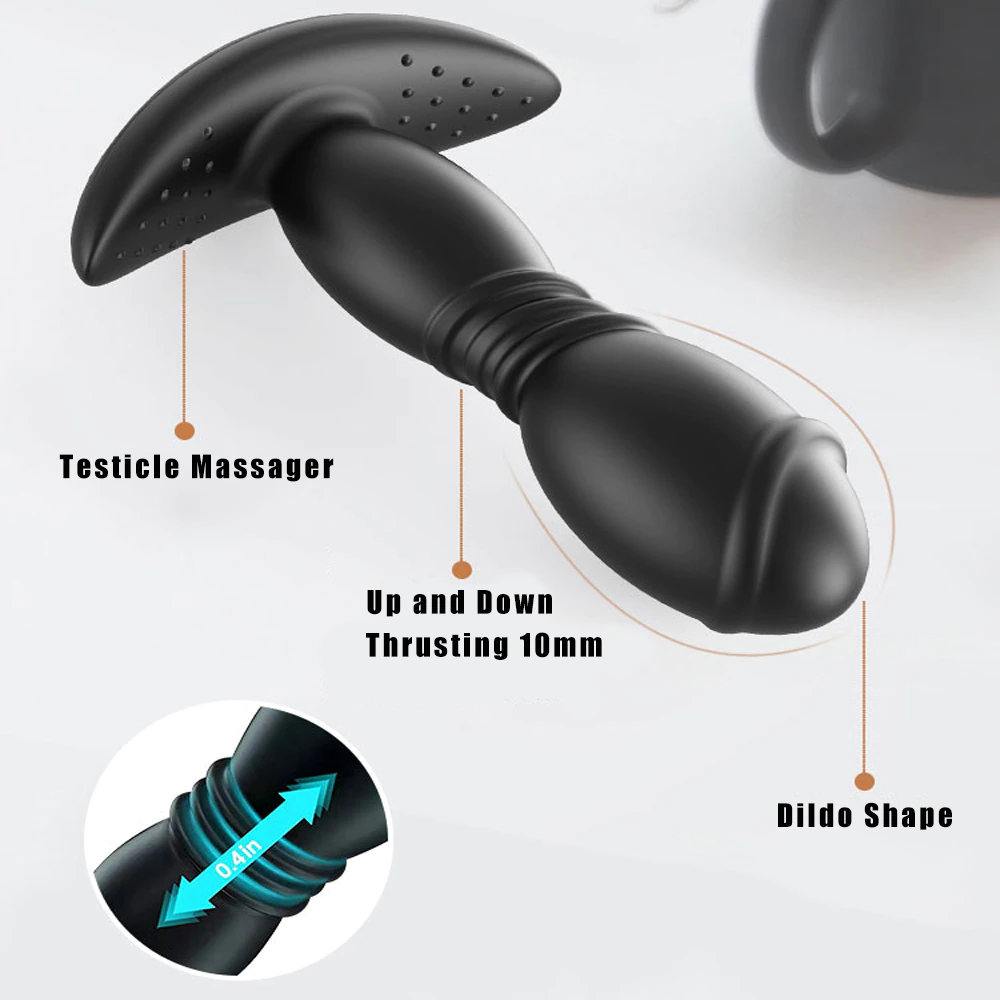 Testicle Massager
Up and Down
Thrusting 10mm
Dildo Shape
0.4in